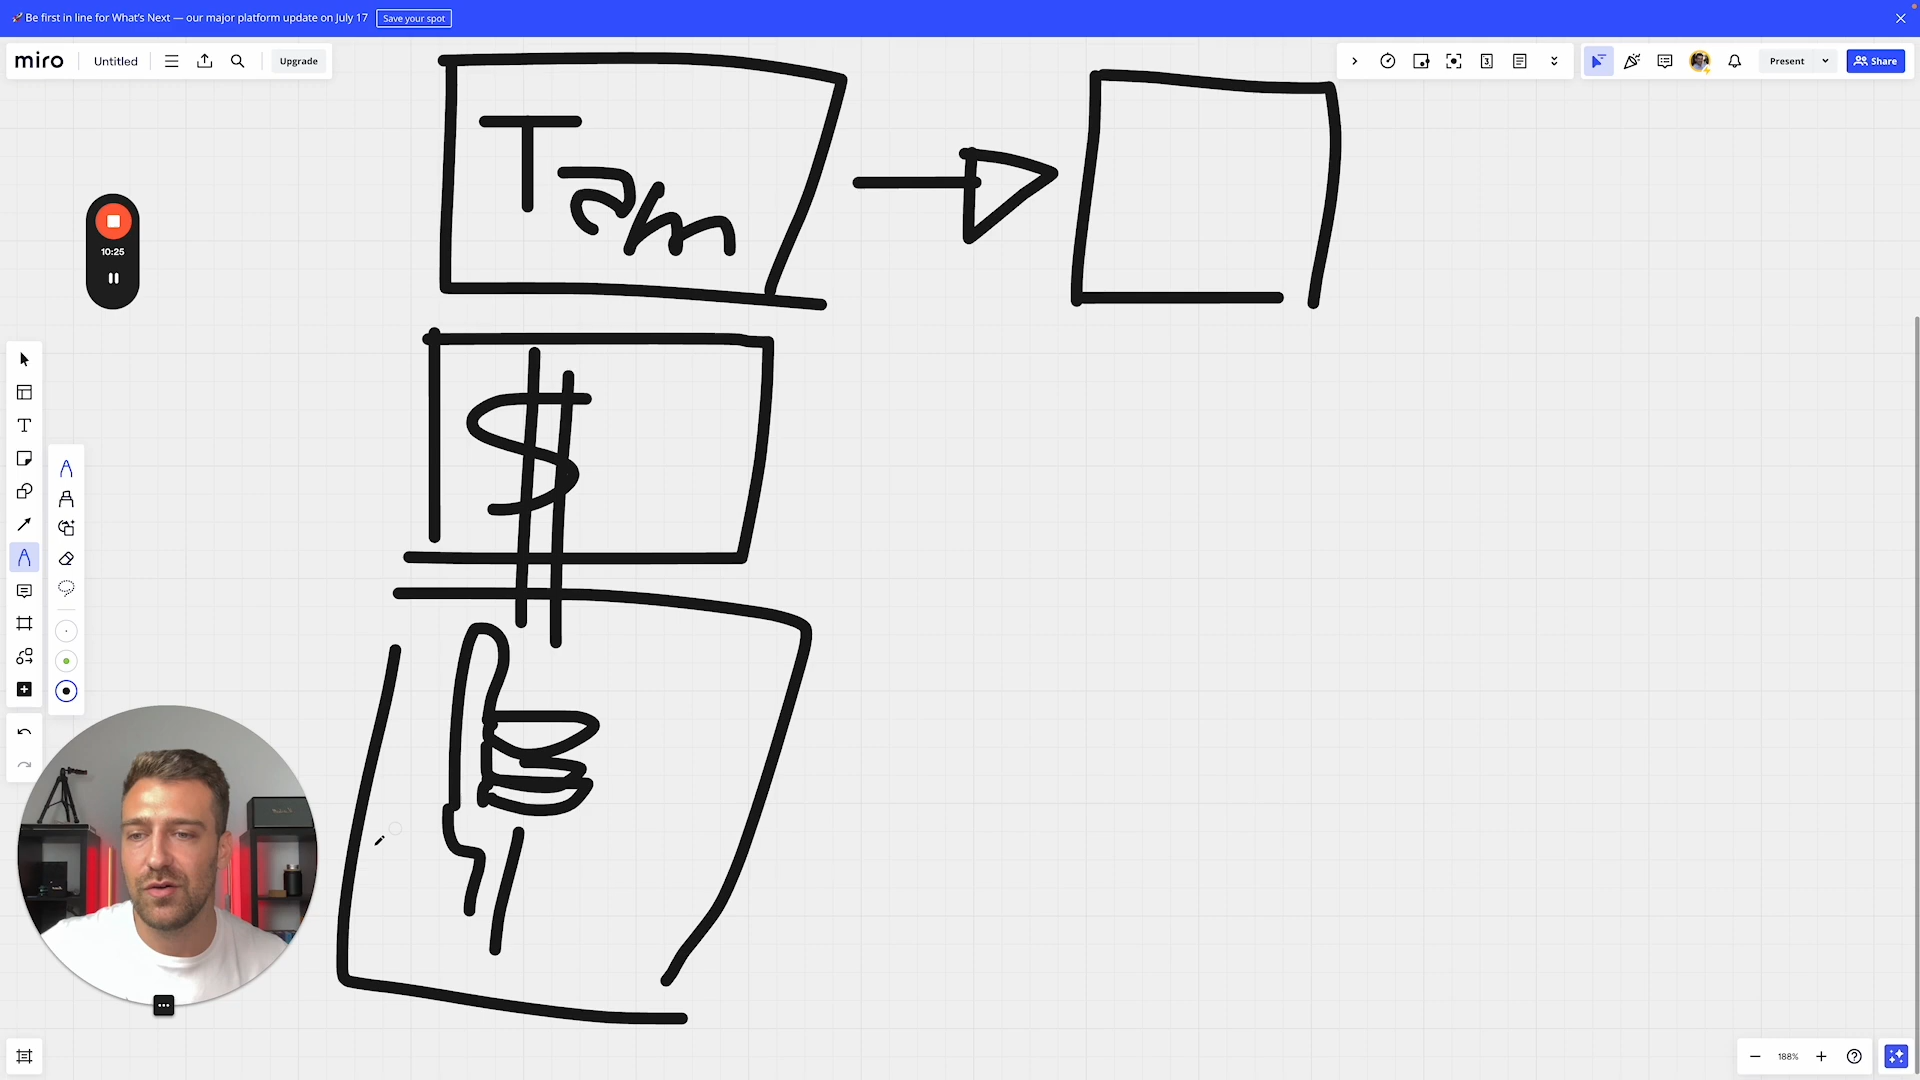 🚀 Be first in line for What's Next — our major platform update on July 17
Save your spot
miro
Untitled
Upgrade
Present
Share
Tam
10:25
$
188%